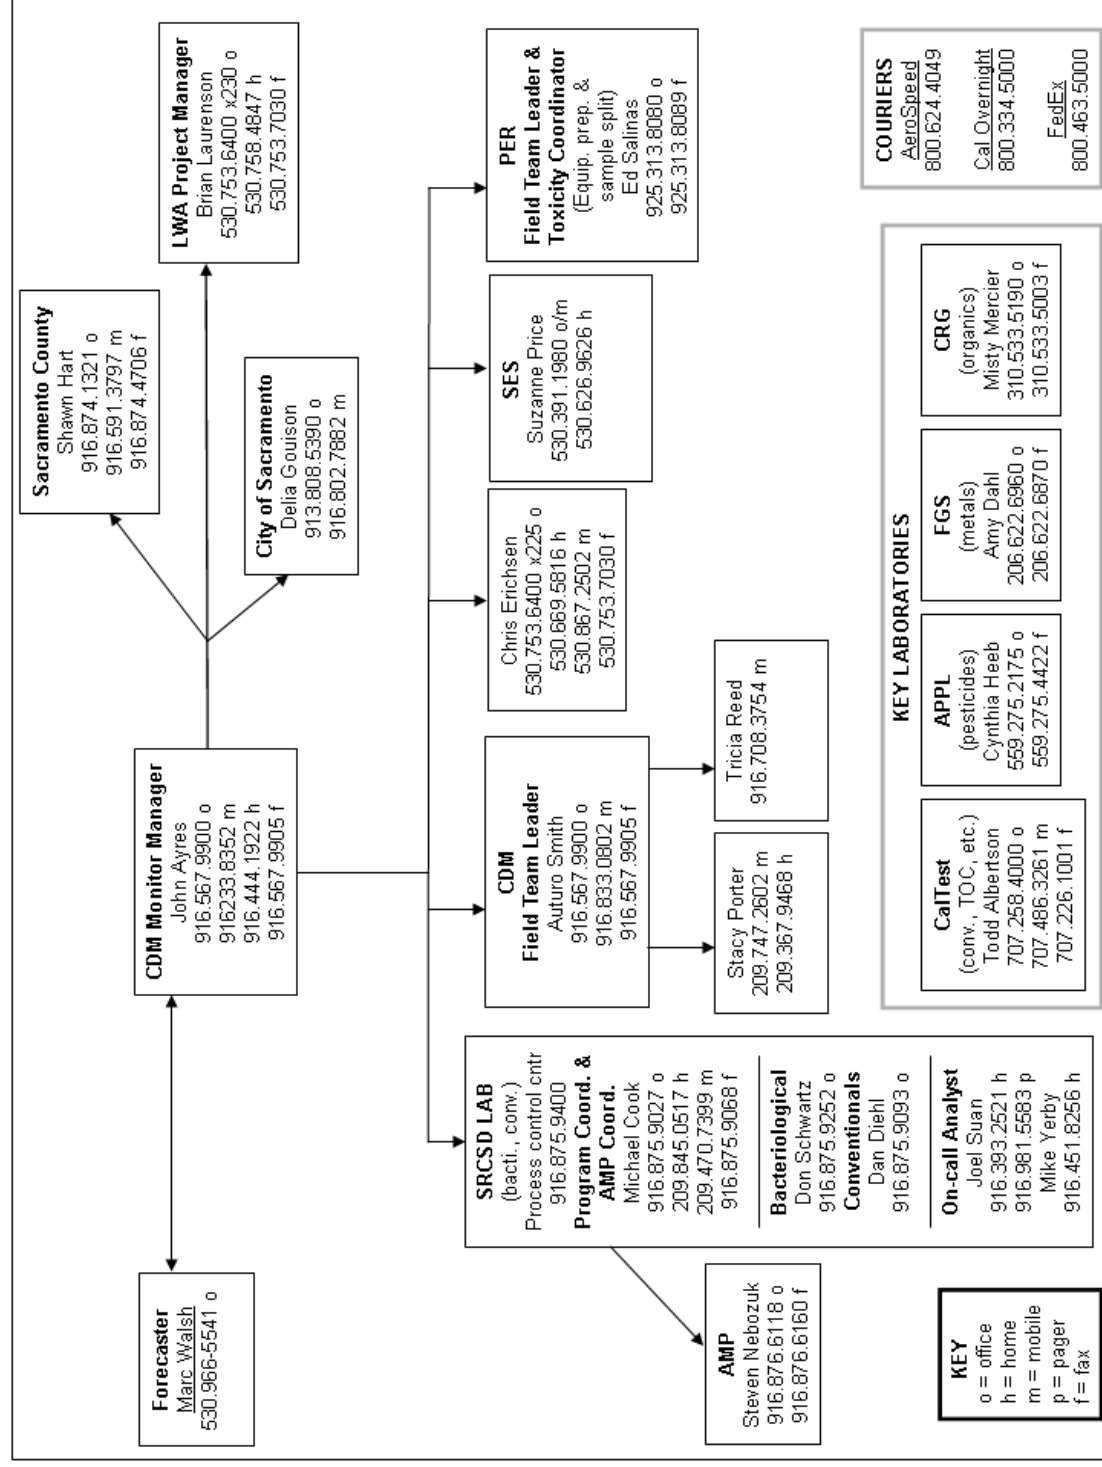 Forecaster
Marc Walsh
530.966-5541 o
CDM Monitor Manager
John Ayres
916.567.9900 o
916233.8352 m
916.444.1922 h
916.567.9905 f
Sacramento County
Shawn Hart
916.874.1321 o
916.591.3797 m
916.874.4706 f
LWA Project Manager
Brian Laurenson
530.753.6400 x230 o
530.758.4847 h
530.753.7030 f
City of Sacramento
Delia Gouison
913.808.5390 o
916.802.7882 m
SRCSD LAB
(bacti., conv.)
Process control cntr
916.875.9400
Program Coord. &
AMP Coord.
Michael Cook
916.875.9027 o
209.845.0517 h
209.470.7399 m
916.875.9068 f
Bacteriological
Don Schwartz
916.875.9252 o
Conventionals
Dan Diehl
916.875.9093 o
On-call Analyst
Joel Suan
916.393.2521 h
916.981.5583 p
Mike Yerby
916.451.8256 h
CDM
Field Team Leader
Auturo Smith
916.567.9900 o
916.833.0802 m
916.567.9905 f
Chris Erichsen
530.753.6400 x225 o
530.669.5816 h
530.867.2502 m
530.753.7030 f
SES
Suzanne Price
530.391.1980 o/m
530.626.9626 h
PER
Field Team Leader &
Toxicity Coordinator
(Equip. prep. &
sample split)
Ed Salinas
925.313.8080 o
925.313.8089 f
AMP
Steven Nebozuk
916.876.6118 o
916.876.6160 f
Stacy Porter
209.747.2602 m
209.367.9468 h
Tricia Reed
916.708.3754 m
KEY
o = office
h = home
m = mobile
p = pager
f = fax
KEY LABORATORIES
CalTest
(conv., TOC, etc.)
Todd Albertson
707.258.4000 o
707.486.3261 m
707.226.1001 f
APPL
(pesticides)
Cynthia Heeb
559.275.2175 o
559.275.4422 f
FGS
(metals)
Amy Dahl
206.622.6960 o
206.622.6870 f
CRG
(organics)
Misty Mercier
310.533.5190 o
310.533.5003 f
COURIERS
AeroSpeed
800.624.4049
Cal Overnight
800.334.5000
FedEx
800.463.5000